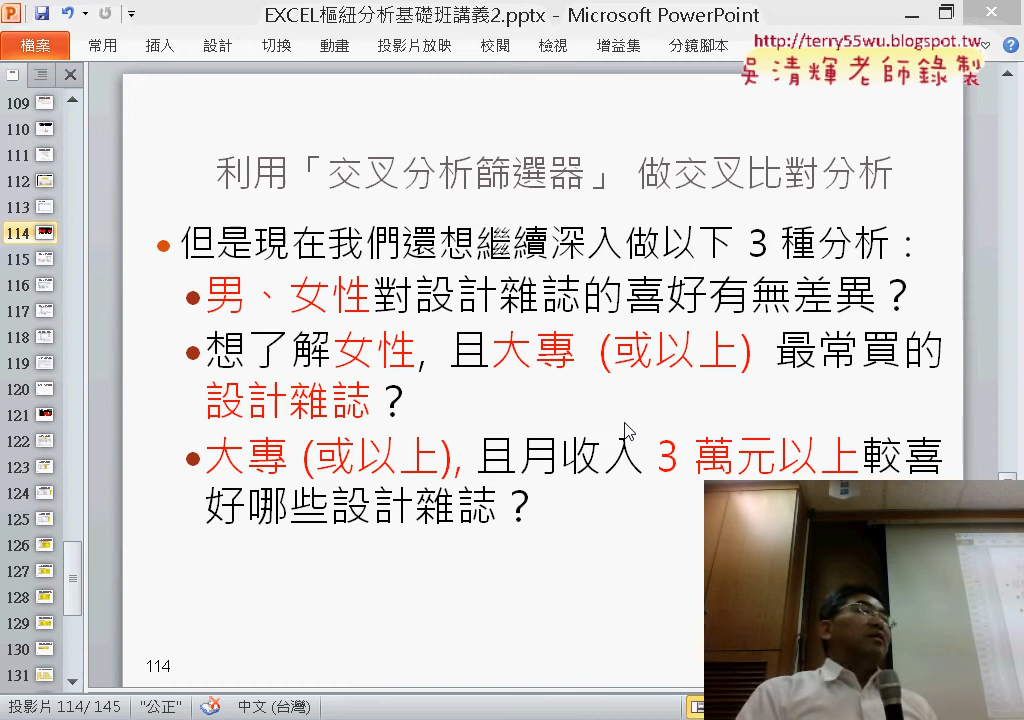 EXCEL樞紐分析基礎班講義2.pptx - Microsoft PowerPoint
檔案 常用 插入 設計 切換 動畫 投影片放映 校閱 檢視 增益集 分鏡腳本
http://terry55wu.blogspot.tw
吳清輝老師錄製
109
110
111
112
113
114
115
116
117
118
119
120
121
122
123
124
125
126
127
128
129
130
131
利用「交叉分析篩選器」 做交叉比對分析
但是現在我們還想繼續深入做以下 3 種分析：
男、女性對設計雜誌的喜好有無差異？
想了解女性, 且大專 (或以上) 最常買的
設計雜誌？
大專 (或以上), 且月收入 3 萬元以上較喜
好哪些設計雜誌？
114
投影片 114/ 145 "公正" 中文 (台灣)